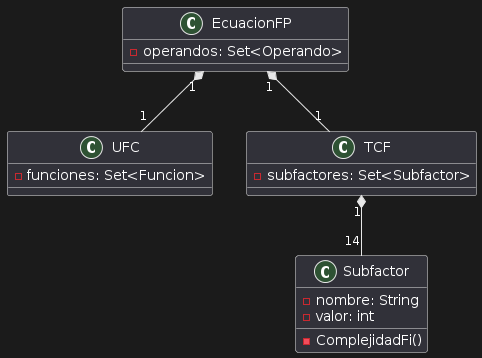 C EcuacionFP
operandos: Set<Operando>
1 1
1 1
C UFC
funciones: Set<Funcion>
C TCF
subfactores: Set<Subfactor>
1
14
C Subfactor
nombre: String
valor: int
ComplejidadFi()